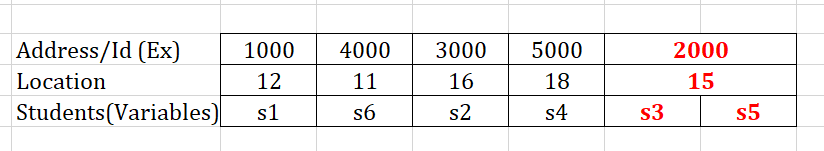 Address/Id (Ex) 1000 4000 3000 5000 2000
Location 12 11 16 18 15
Students(Variables) s1 s6 s2 s4 s3 s5